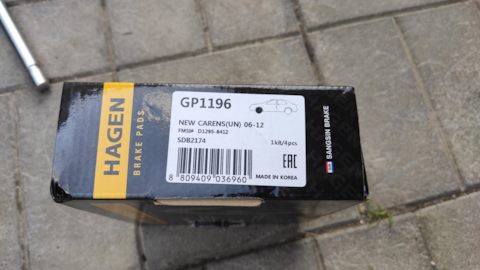 HAGEN
BRAKE PADS
GP1196
NEW CARENS(UN) 06-12
FMSI# D1295-8412
SDB2174
1kit/4pcs
8 809409 036960
EAC
MADE IN KOREA
SANGSIN BRAKE